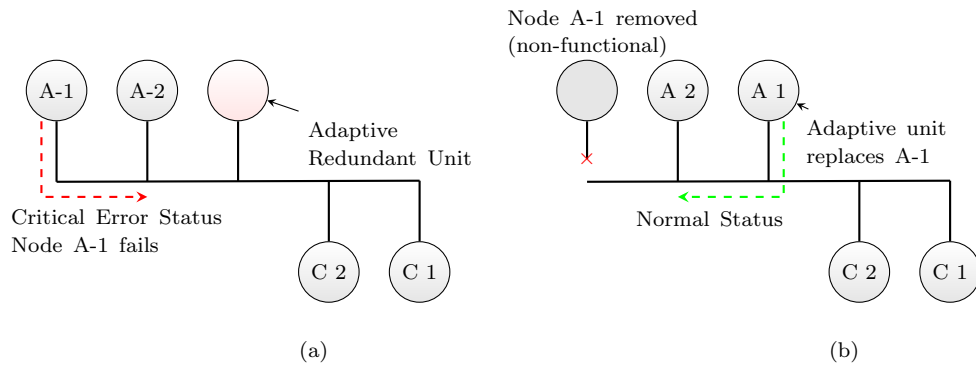 A-1
A-2
Adaptive
Redundant Unit
Critical Error Status
Node A-1 fails
C 2
C 1
(a)
Node A-1 removed
(non-functional)
A 2
A 1
Adaptive unit
replaces A-1
Normal Status
C 2
C 1
(b)